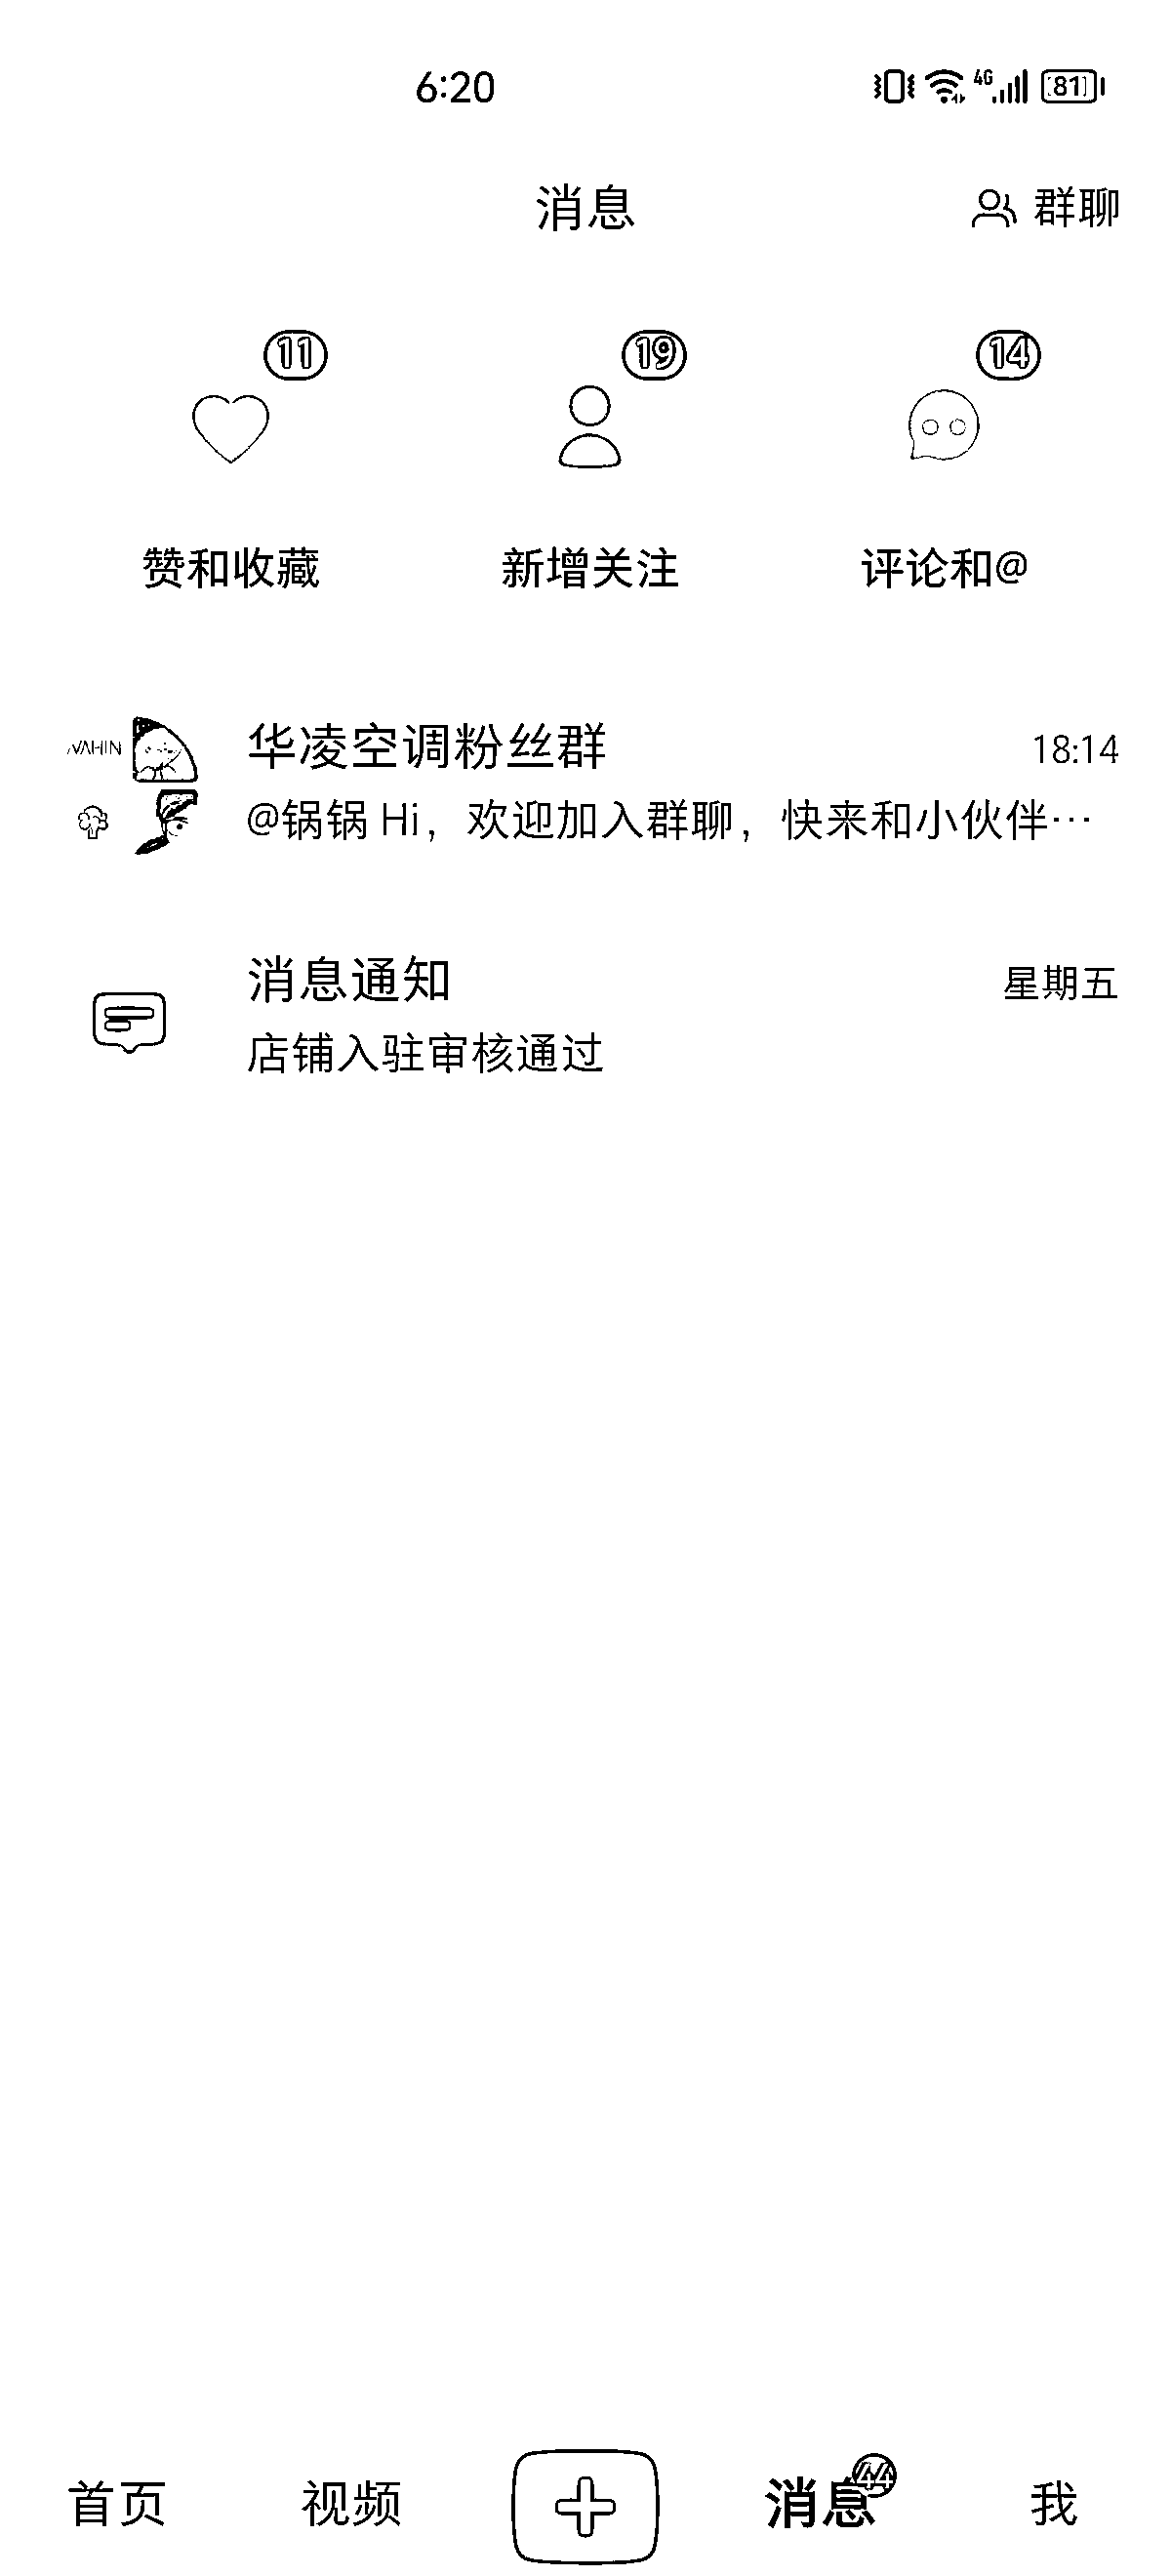 6:20 4G 81
消息 群聊
11 19 14
赞和收藏 新增关注 评论和@
华凌空调粉丝群 18:14
@锅锅 Hi，欢迎加入群聊，快来和小伙伴…
消息通知 星期五
店铺入驻审核通过
首页 视频 消息 44 我